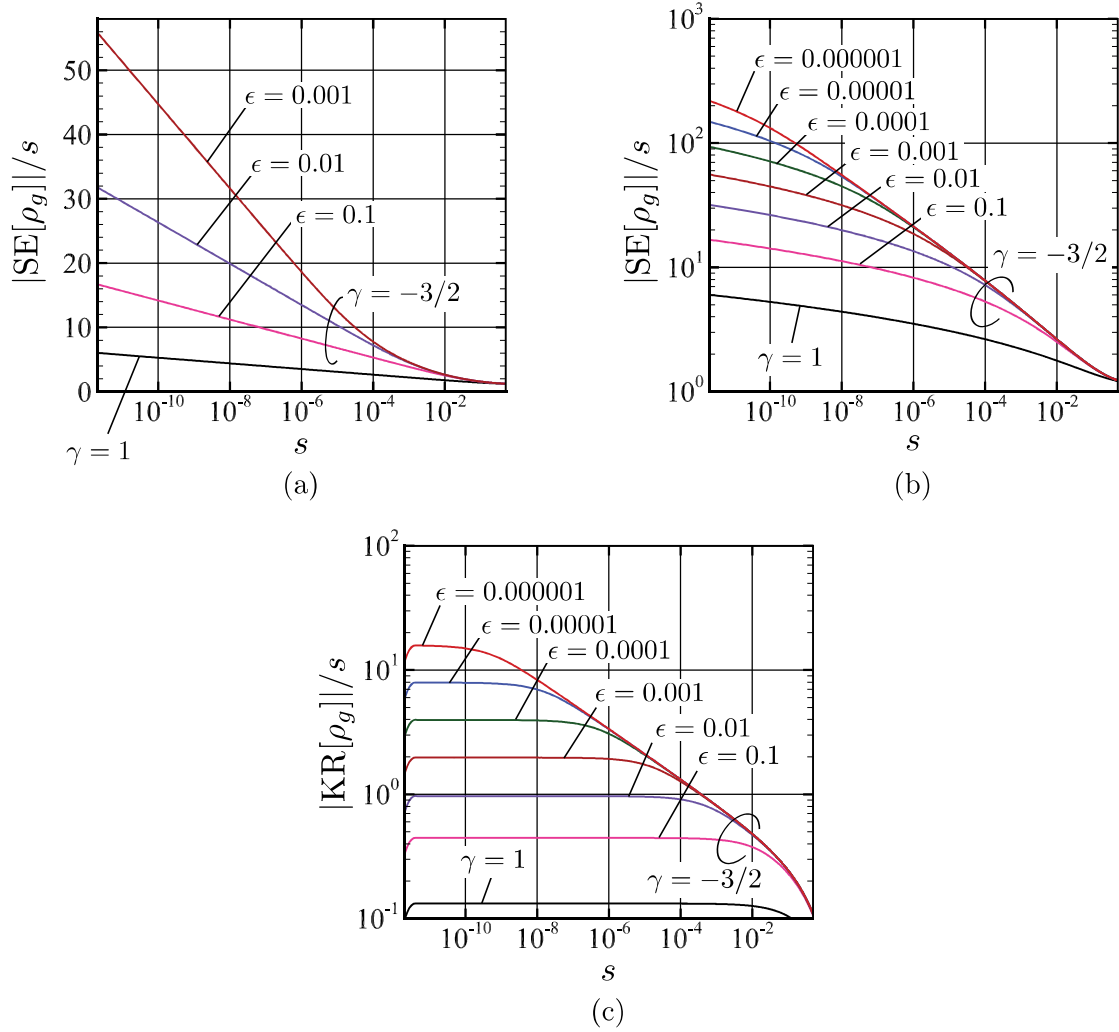 |SE[ρ_g]|/s
50
40
30
20
10
0
ϵ = 0.001
ϵ = 0.01
ϵ = 0.1
γ = −3/2
γ = 1
10^-10
10^-8
10^-6
10^-4
10^-2
s
(a)
|SE[ρ_g]|/s
10^3
10^2
10^1
10^0
ϵ = 0.000001
ϵ = 0.00001
ϵ = 0.0001
ϵ = 0.001
ϵ = 0.01
ϵ = 0.1
γ = −3/2
γ = 1
10^-10
10^-8
10^-6
10^-4
10^-2
s
(b)
|KR[ρ_g]|/s
10^2
10^1
10^0
10^-1
ϵ = 0.000001
ϵ = 0.00001
ϵ = 0.0001
ϵ = 0.001
ϵ = 0.01
ϵ = 0.1
γ = 1
γ = −3/2
10^-10
10^-8
10^-6
10^-4
10^-2
s
(c)